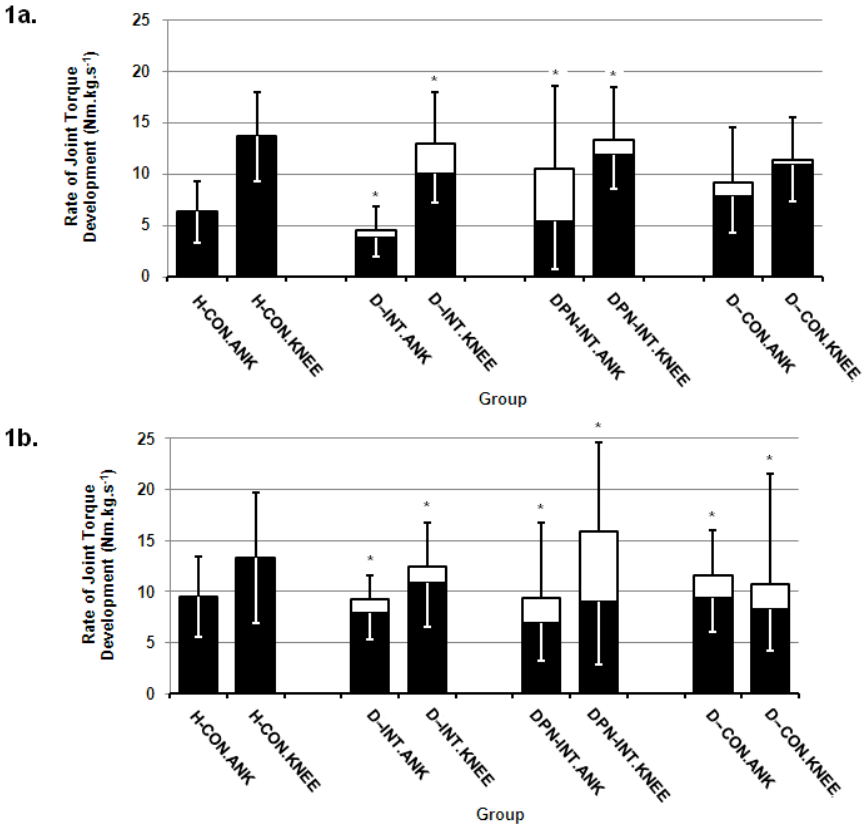 1a.
Rate of Joint Torque
Development (Nm.kg.s-1)
25
20
15
10
5
0
*
*
*
*
H-CON.ANK
H-CON.KNEE
D-INT.ANK
D-INT.KNEE
DPN-INT.ANK
DPN-INT.KNEE
D-CON.ANK
D-CON.KNEE
Group
1b.
Rate of Joint Torque
Development (Nm.kg.s-1)
25
20
15
10
5
0
*
*
*
*
*
*
H-CON.ANK
H-CON.KNEE
D-INT.ANK
D-INT.KNEE
DPN-INT.ANK
DPN-INT.KNEE
D-CON.ANK
D-CON.KNEE
Group